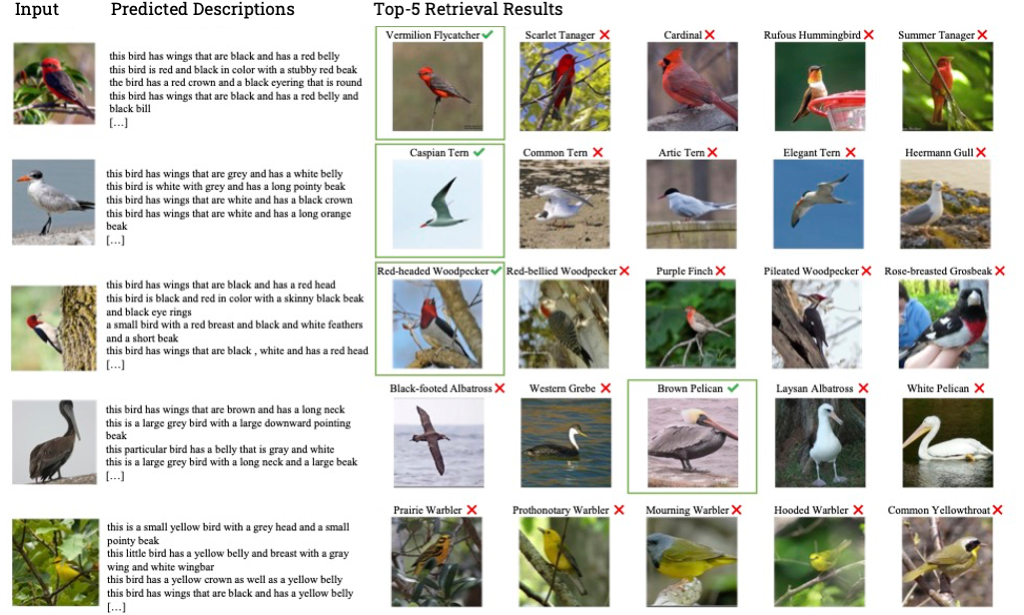 Input Predicted Descriptions Top-5 Retrieval Results
Vermilion Flycatcher Scarlet Tanager Cardinal Rufous Hummingbird Summer Tanager
this bird has wings that are black and has a red belly
this bird is red and black in color with a stubby red beak
the bird has a red crown and a black eyering that is round
this bird has wings that are black and has a red belly and
black bill
[...]
Caspian Tern Common Tern Artic Tern Elegant Tern Heermann Gull
this bird has wings that are grey and has a white belly
this bird is white with grey and has a long pointy beak
this bird has wings that are white and has a black crown
this bird has wings that are white and has a long orange
beak
[...]
Red-headed Woodpecker Red-bellied Woodpecker Purple Finch Pileated Woodpecker Rose-breasted Grosbeak
this bird has wings that are black and has a red head
this bird is black and red in color with a skinny black beak
and black eye rings
a small bird with a red breast and black and white feathers
and a short beak
this bird has wings that are black , white and has a red head
[...]
Black-footed Albatross Western Grebe Brown Pelican Laysan Albatross White Pelican
this bird has wings that are brown and has a long neck
this is a large grey bird with a large downward pointing
beak
this particular bird has a belly that is gray and white
this is a large grey bird with a long neck and a large beak
[...]
Prairie Warbler Prothonotary Warbler Mourning Warbler Hooded Warbler Common Yellowthroat
this is a small yellow bird with a grey head and a small
pointy beak
this little bird has a yellow belly and breast with a gray
wing and white wingbar
this bird has a yellow crown as well as a yellow belly
this bird has wings that are black and has a yellow belly
[...]